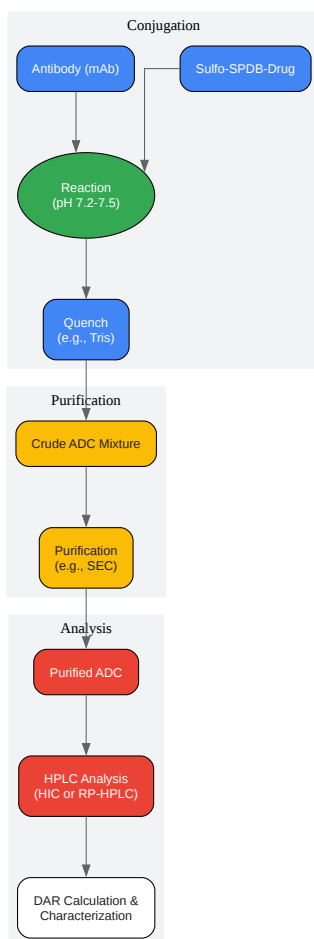 Conjugation
Antibody (mAb)
Sulfo-SPDB-Drug
Reaction
(pH 7.2-7.5)
Quench
(e.g., Tris)
Purification
Crude ADC Mixture
Purification
(e.g., SEC)
Analysis
Purified ADC
HPLC Analysis
(HIC or RP-HPLC)
DAR Calculation &
Characterization